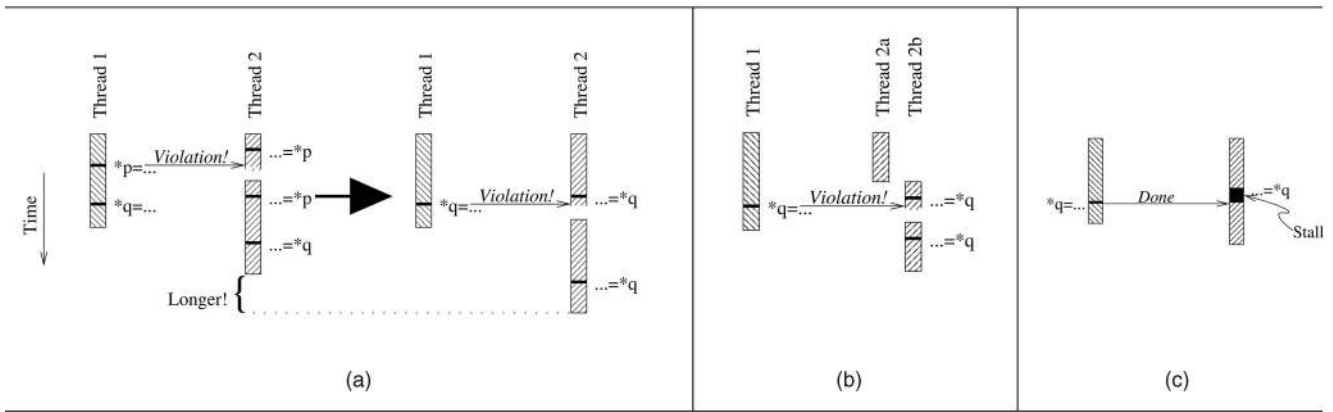 Thread 1
Thread 2
Thread 1
Thread 2
Time
*p=...
Violation!
...=*p
*q=...
...=*p
...=*q
Longer!
*q=...
Violation!
...=*q
...=*q
(a)
Thread 1
Thread 2a
Thread 2b
*q=...
Violation!
...=*q
...=*q
(b)
*q=...
Done
...=*q
Stall
(c)